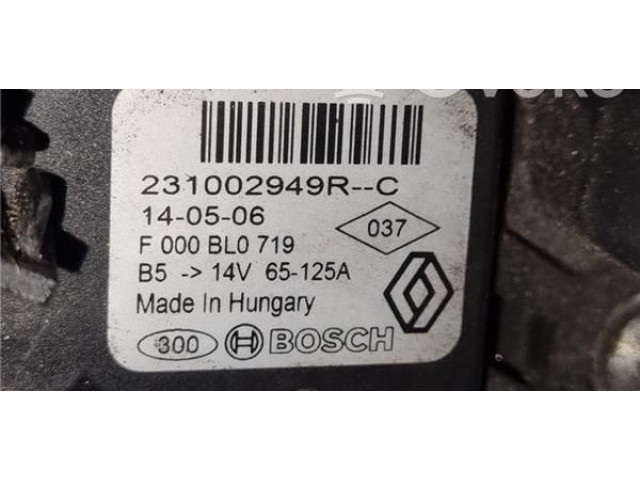 231002949R--C
14-05-06
037
F 000 BL0 719
B5 -> 14V 65-125A
Made In Hungary
300 BOSCH